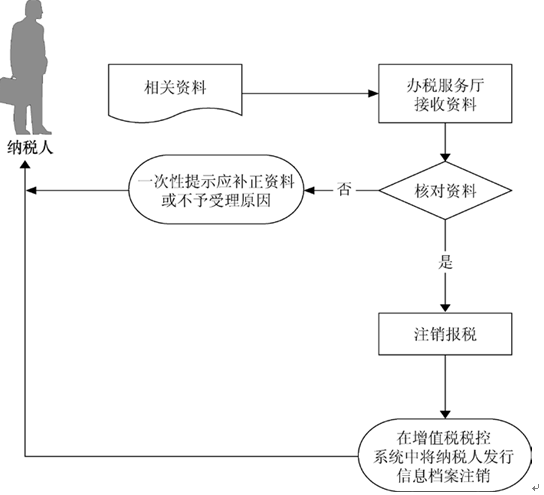 相关资料
办税服务厅
接收资料
纳税人
一次性提示应补正资料
或不予受理原因
否
核对资料
是
注销报税
在增值税税控
系统中将纳税人发行
信息档案注销